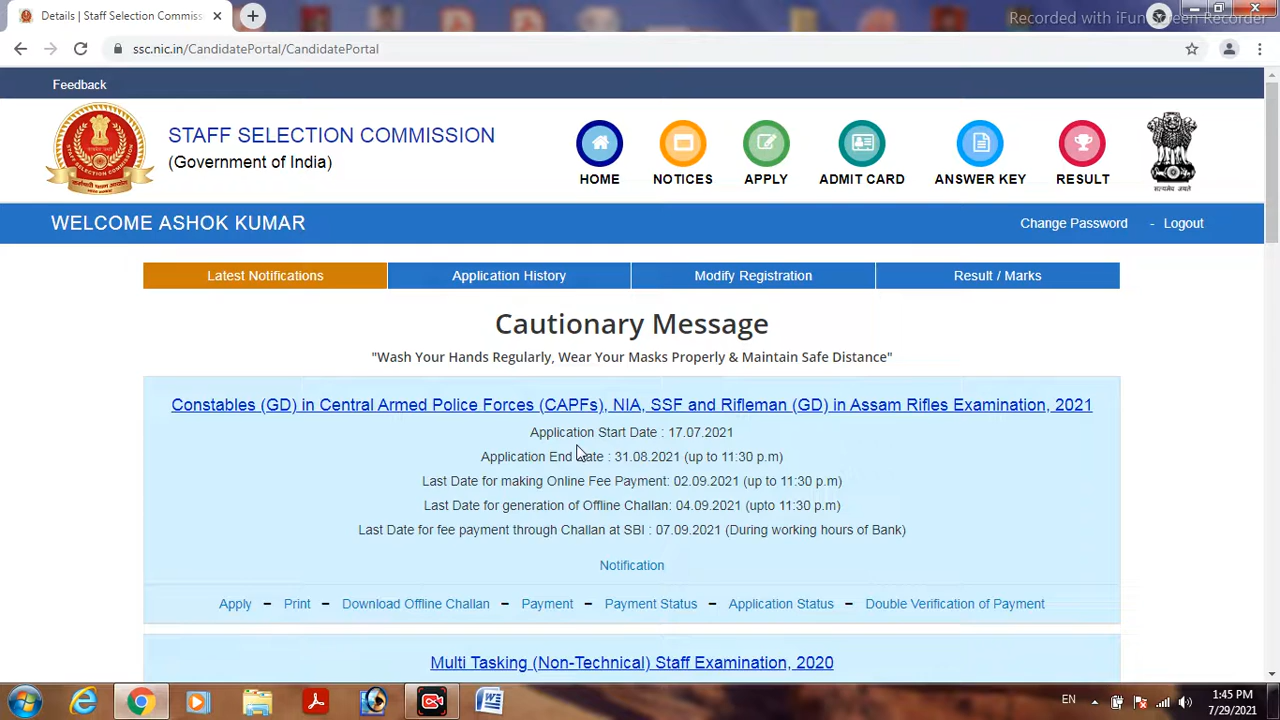 Details | Staff Selection Commiss
Recorded with iFun Screen Recorder
ssc.nic.in/CandidatePortal/CandidatePortal
Feedback
STAFF SELECTION COMMISSION
(Government of India)
HOME NOTICES APPLY ADMIT CARD ANSWER KEY RESULT
सत्यमेव जयते
WELCOME ASHOK KUMAR
Change Password - Logout
Latest Notifications Application History Modify Registration Result / Marks
Cautionary Message
"Wash Your Hands Regularly, Wear Your Masks Properly & Maintain Safe Distance"
Constables (GD) in Central Armed Police Forces (CAPFs), NIA, SSF and Rifleman (GD) in Assam Rifles Examination, 2021
Application Start Date : 17.07.2021
Application End Date : 31.08.2021 (up to 11:30 p.m)
Last Date for making Online Fee Payment: 02.09.2021 (up to 11:30 p.m)
Last Date for generation of Offline Challan: 04.09.2021 (upto 11:30 p.m)
Last Date for fee payment through Challan at SBI : 07.09.2021 (During working hours of Bank)
Notification
Apply - Print - Download Offline Challan - Payment - Payment Status - Application Status - Double Verification of Payment
Multi Tasking (Non-Technical) Staff Examination, 2020
EN
1:45 PM
7/29/2021